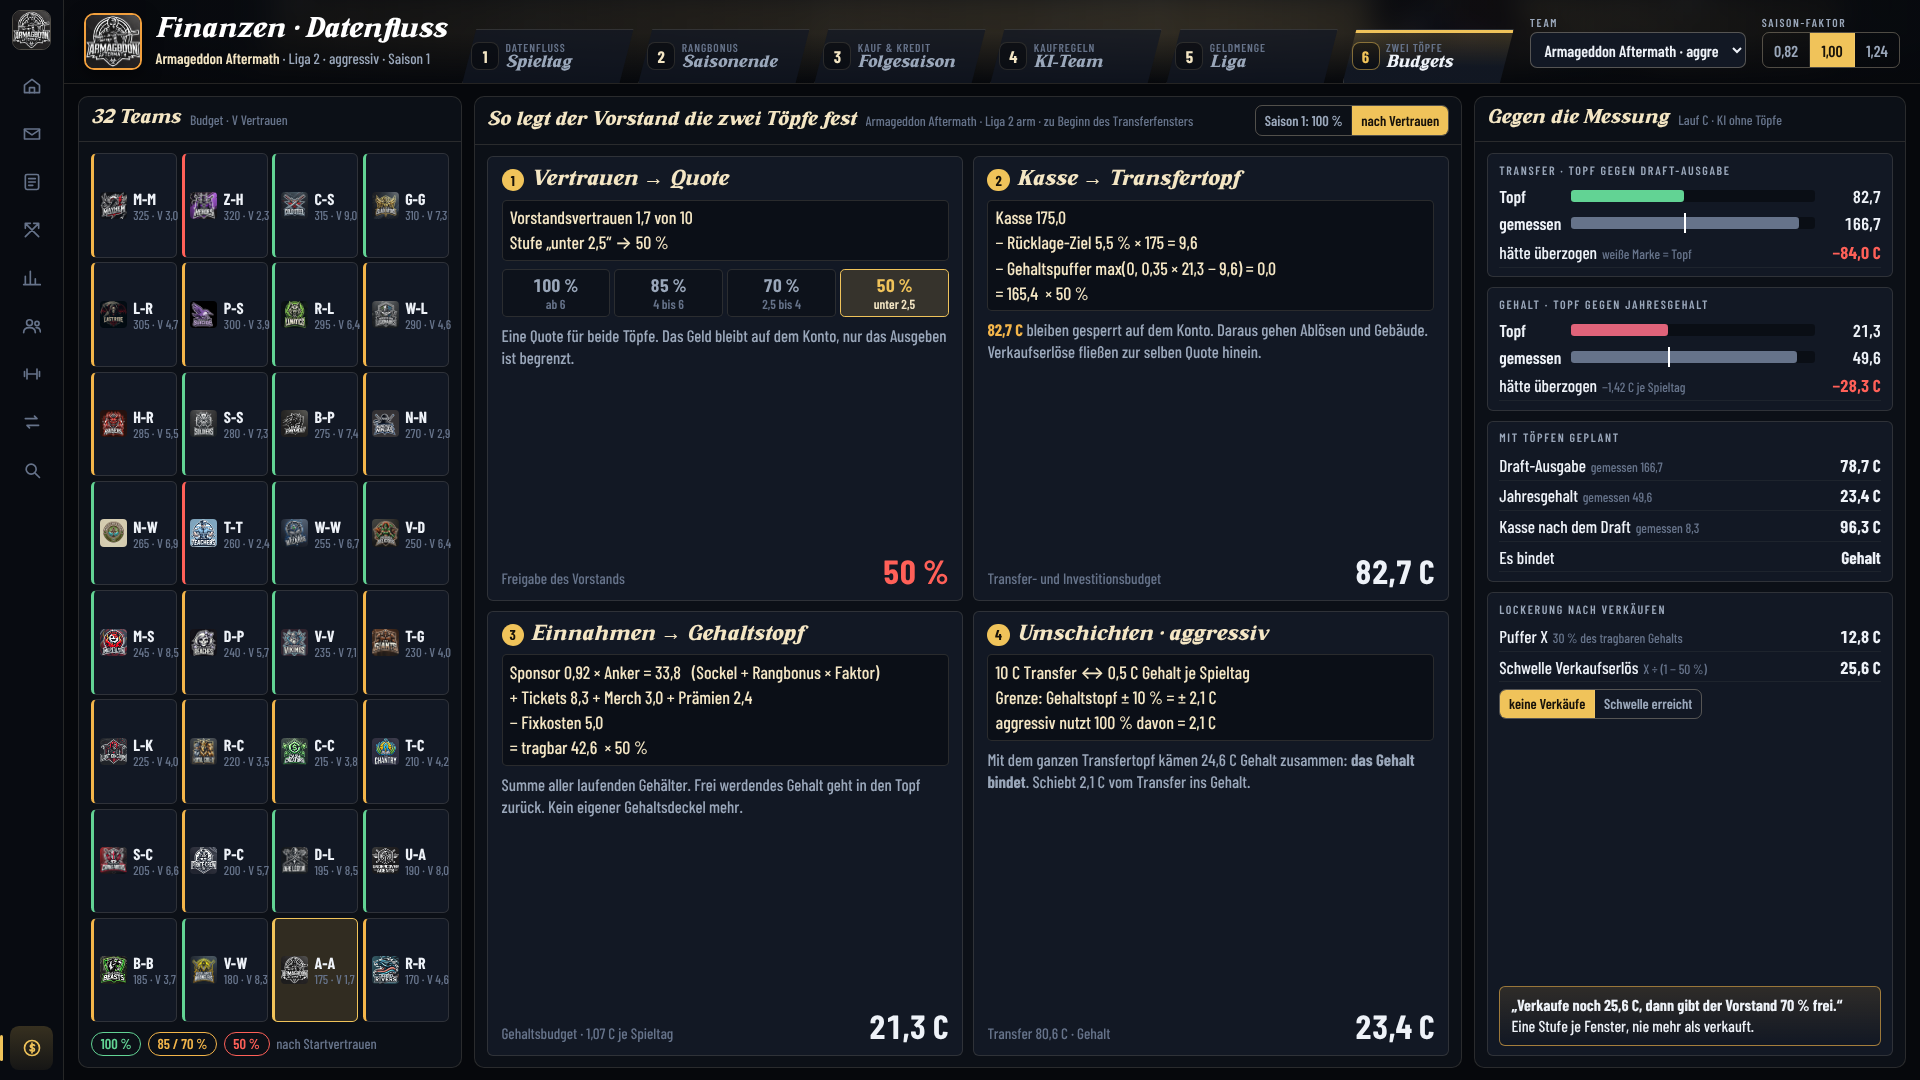 Finanzen · Datenfluss
Armageddon Aftermath · Liga 2 · aggressiv · Saison 1
1 DATENFLUSS Spieltag
2 RANGBONUS Saisonende
3 KAUF & KREDIT Folgesaison
4 KAUFREGELN KI-Team
5 GELDMENGE Liga
6 ZWEI TÖPFE Budgets
TEAM
Armageddon Aftermath · aggre
SAISON-FAKTOR
0,82 1,00 1,24
32 Teams Budget · V Vertrauen
M-M
325 · V 3,0
Z-H
320 · V 2,3
C-S
315 · V 9,0
G-G
310 · V 7,3
L-R
305 · V 4,7
P-S
300 · V 3,9
R-L
295 · V 6,4
W-L
290 · V 4,6
H-R
285 · V 5,5
S-S
280 · V 7,3
B-P
275 · V 7,4
N-N
270 · V 2,9
N-W
265 · V 6,9
T-T
260 · V 2,4
W-W
255 · V 6,7
V-D
250 · V 6,4
M-S
245 · V 8,5
D-P
240 · V 5,7
V-V
235 · V 7,1
T-G
230 · V 4,0
L-K
225 · V 4,0
R-C
220 · V 3,5
C-C
215 · V 3,8
T-C
210 · V 4,2
S-C
205 · V 6,6
P-C
200 · V 5,7
D-L
195 · V 8,5
U-A
190 · V 8,0
B-B
185 · V 3,7
V-W
180 · V 8,3
A-A
175 · V 1,7
R-R
170 · V 4,6
100 % 85 / 70 % 50 % nach Startvertrauen
So legt der Vorstand die zwei Töpfe fest Armageddon Aftermath · Liga 2 arm · zu Beginn des Transferfensters
Saison 1: 100 % nach Vertrauen
1 Vertrauen → Quote
Vorstandsvertrauen 1,7 von 10
Stufe „unter 2,5“ → 50 %
100 % ab 6
85 % 4 bis 6
70 % 2,5 bis 4
50 % unter 2,5
Eine Quote für beide Töpfe. Das Geld bleibt auf dem Konto, nur das Ausgeben
ist begrenzt.
Freigabe des Vorstands 50 %
2 Kasse → Transfertopf
Kasse 175,0
− Rücklage-Ziel 5,5 % × 175 = 9,6
− Gehaltspuffer max(0, 0,35 × 21,3 − 9,6) = 0,0
= 165,4 × 50 %
82,7 C bleiben gesperrt auf dem Konto. Daraus gehen Ablösen und Gebäude.
Verkaufserlöse fließen zur selben Quote hinein.
Transfer- und Investitionsbudget 82,7 C
3 Einnahmen → Gehaltstopf
Sponsor 0,92 × Anker = 33,8 (Sockel + Rangbonus × Faktor)
+ Tickets 8,3 + Merch 3,0 + Prämien 2,4
− Fixkosten 5,0
= tragbar 42,6 × 50 %
Summe aller laufenden Gehälter. Frei werdendes Gehalt geht in den Topf
zurück. Kein eigener Gehaltsdeckel mehr.
Gehaltsbudget · 1,07 C je Spieltag 21,3 C
4 Umschichten · aggressiv
10 C Transfer ↔ 0,5 C Gehalt je Spieltag
Grenze: Gehaltstopf ± 10 % = ± 2,1 C
aggressiv nutzt 100 % davon = 2,1 C
Mit dem ganzen Transfertopf kämen 24,6 C Gehalt zusammen: das Gehalt
bindet. Schiebt 2,1 C vom Transfer ins Gehalt.
Transfer 80,6 C · Gehalt 23,4 C
Gegen die Messung Lauf C · KI ohne Töpfe
TRANSFER · TOPF GEGEN DRAFT-AUSGABE
Topf 82,7
gemessen 166,7
hätte überzogen weiße Marke = Topf −84,0 C
GEHALT · TOPF GEGEN JAHRESGEHALT
Topf 21,3
gemessen 49,6
hätte überzogen −1,42 C je Spieltag −28,3 C
MIT TÖPFEN GEPLANT
Draft-Ausgabe gemessen 166,7 78,7 C
Jahresgehalt gemessen 49,6 23,4 C
Kasse nach dem Draft gemessen 8,3 96,3 C
Es bindet Gehalt
LOCKERUNG NACH VERKÄUFEN
Puffer X 30 % des tragbaren Gehalts 12,8 C
Schwelle Verkaufserlös X ÷ (1 − 50 %) 25,6 C
keine Verkäufe Schwelle erreicht
„Verkaufe noch 25,6 C, dann gibt der Vorstand 70 % frei.“
Eine Stufe je Fenster, nie mehr als verkauft.